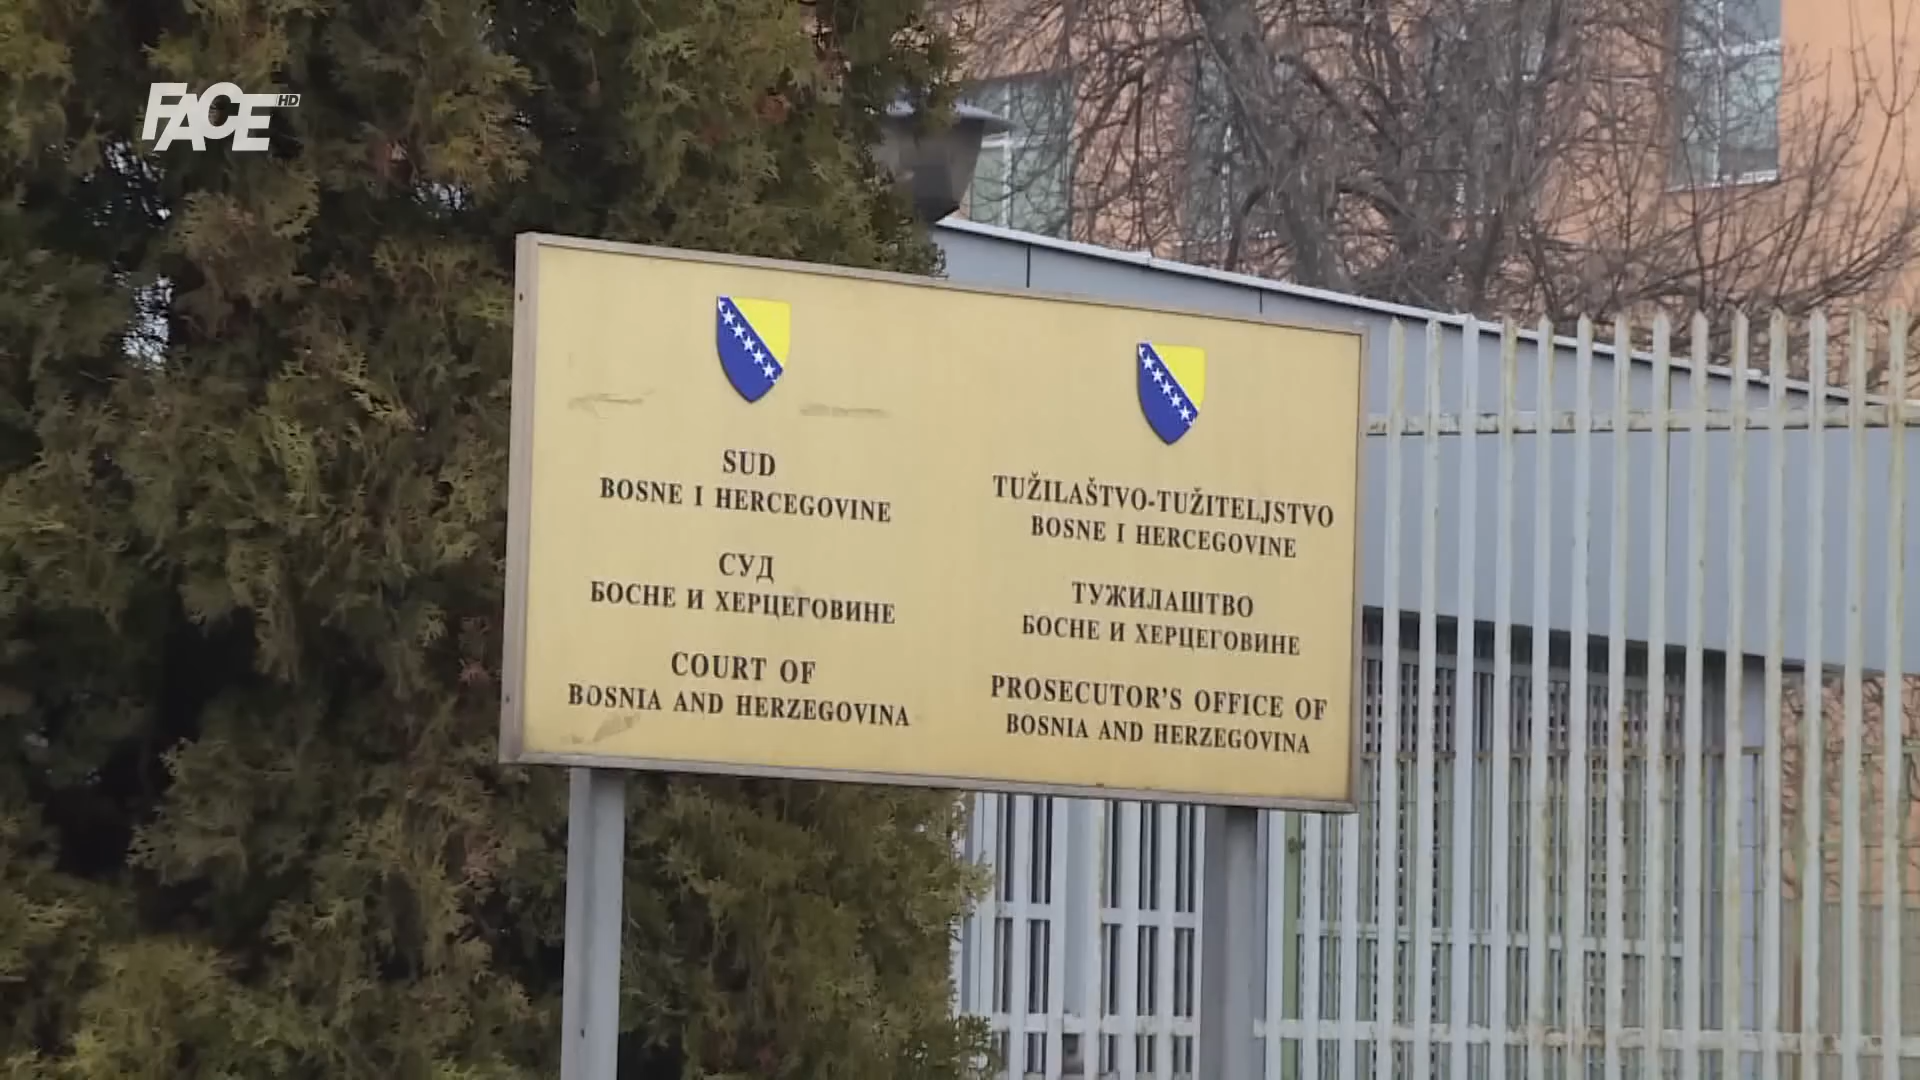 FACE HD
SUD
BOSNE I HERCEGOVINE
СУД
БОСНЕ И ХЕРЦЕГОВИНЕ
COURT OF
BOSNIA AND HERZEGOVINA
TUŽILAŠTVO-TUŽITELJSTVO
BOSNE I HERCEGOVINE
ТУЖИЛАШТВО
БОСНЕ И ХЕРЦЕГОВИНЕ
PROSECUTOR'S OFFICE OF
BOSNIA AND HERZEGOVINA